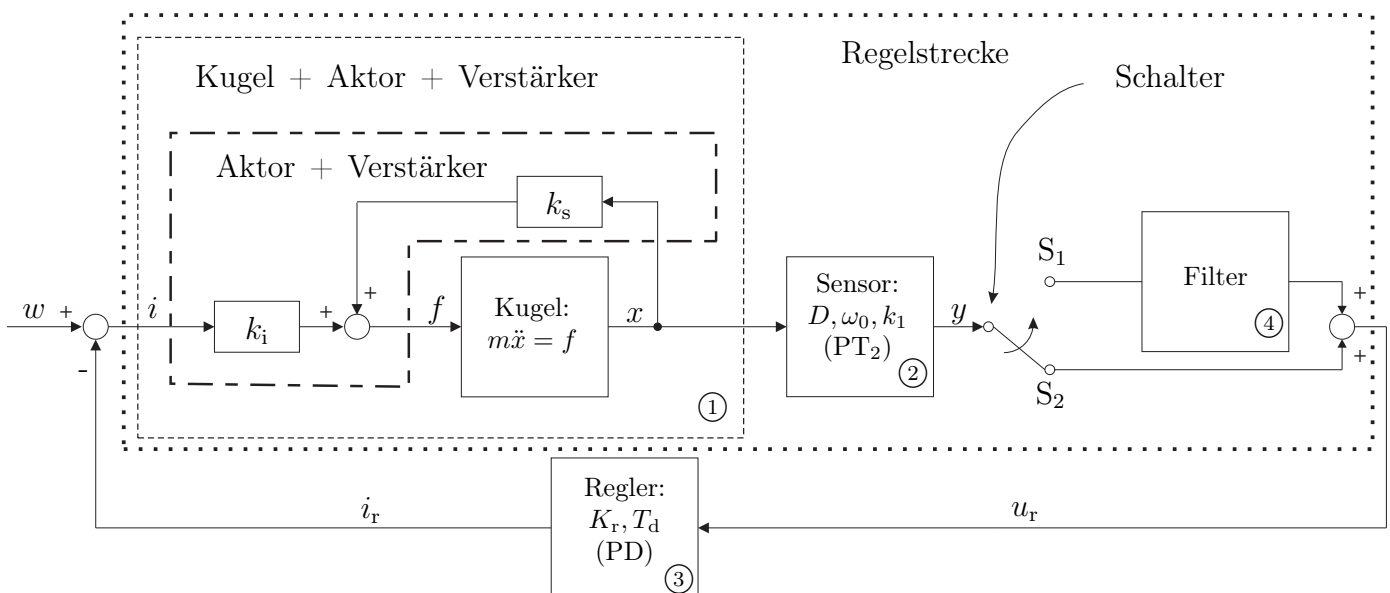 Regelstrecke
Kugel + Aktor + Verstärker
Schalter
Aktor + Verstärker
k_s
S_1
Filter
④
w
+
-
i
k_i
+
+
f
Kugel:
mẍ = f
x
①
Sensor:
D, ω_0, k_1
(PT_2)
②
y
S_2
+
+
i_r
Regler:
K_r, T_d
(PD)
③
u_r